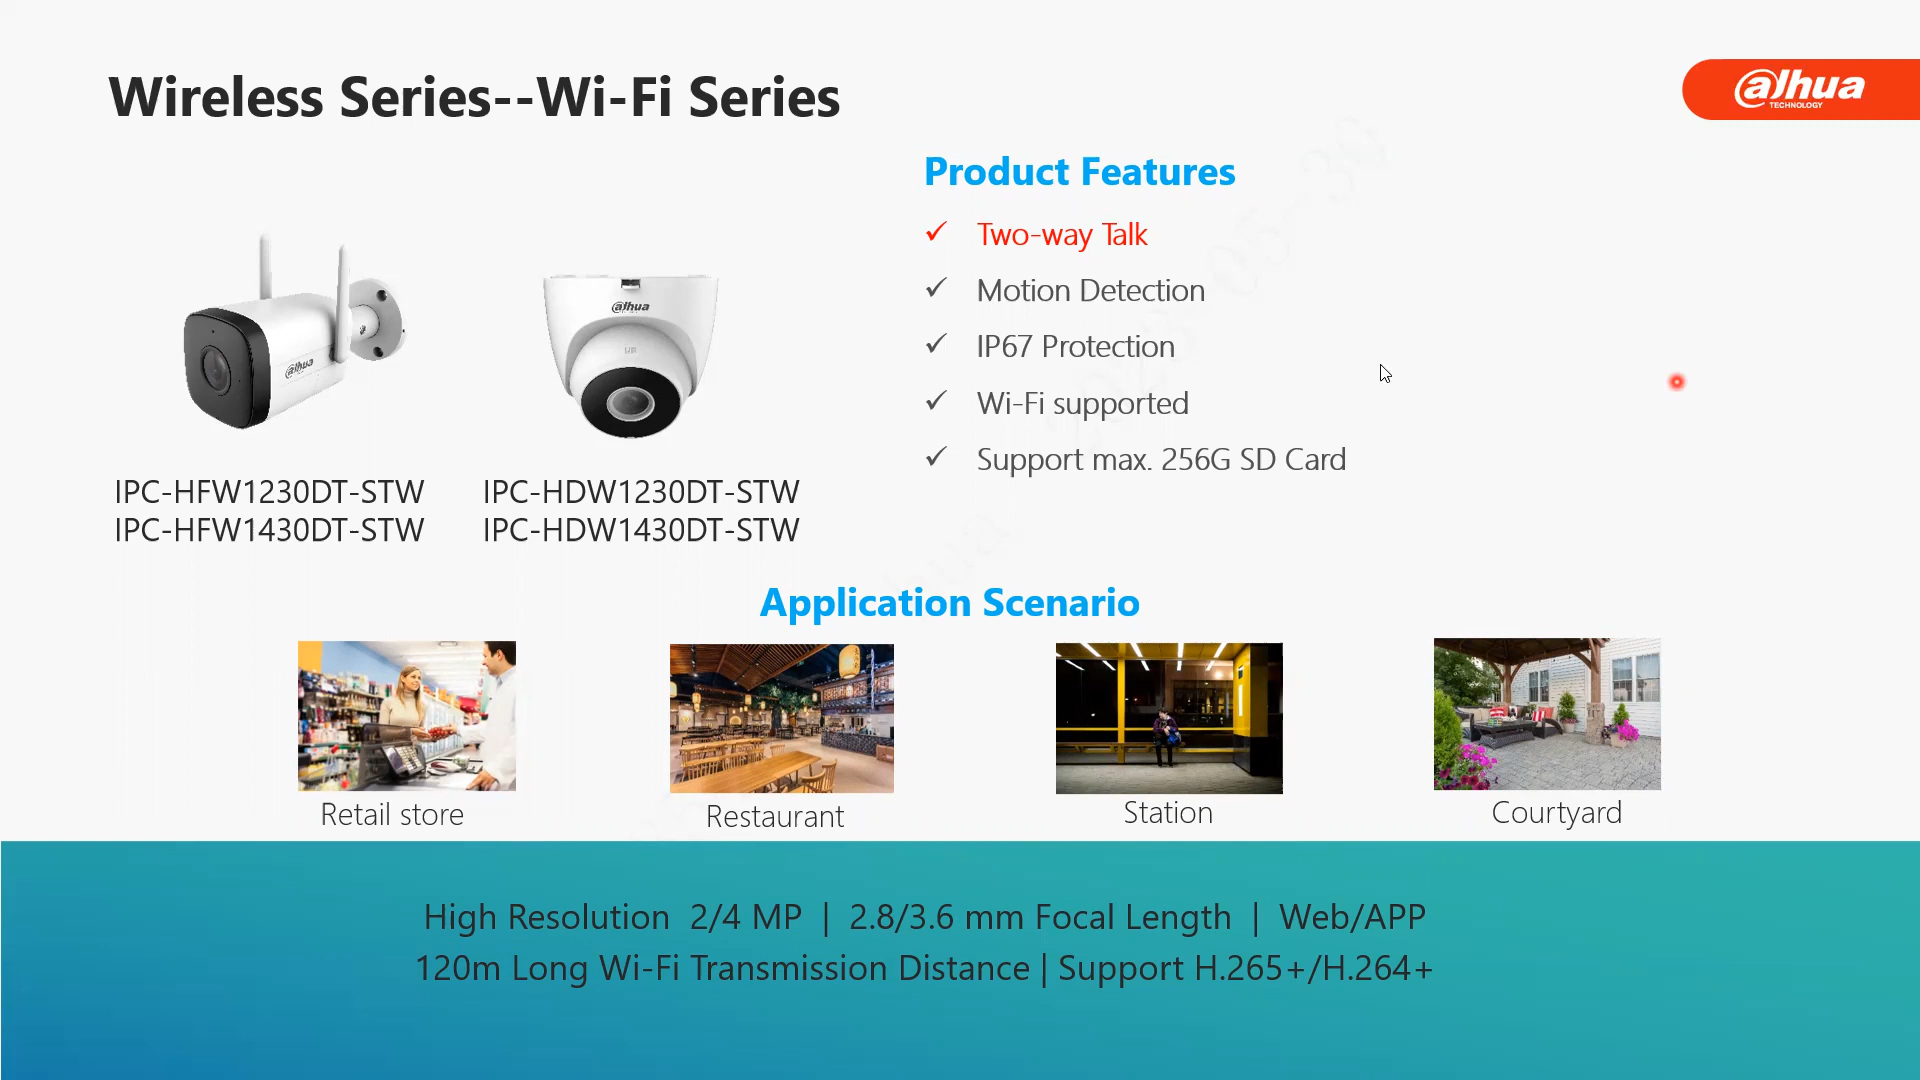 Wireless Series--Wi-Fi Series
alhua
TECHNOLOGY
Product Features
✓ Two-way Talk
✓ Motion Detection
✓ IP67 Protection
✓ Wi-Fi supported
✓ Support max. 256G SD Card
alhua
alhua
IPC-HFW1230DT-STW
IPC-HFW1430DT-STW
IPC-HDW1230DT-STW
IPC-HDW1430DT-STW
Application Scenario
Retail store
Restaurant
Station
Courtyard
High Resolution 2/4 MP | 2.8/3.6 mm Focal Length | Web/APP
120m Long Wi-Fi Transmission Distance | Support H.265+/H.264+